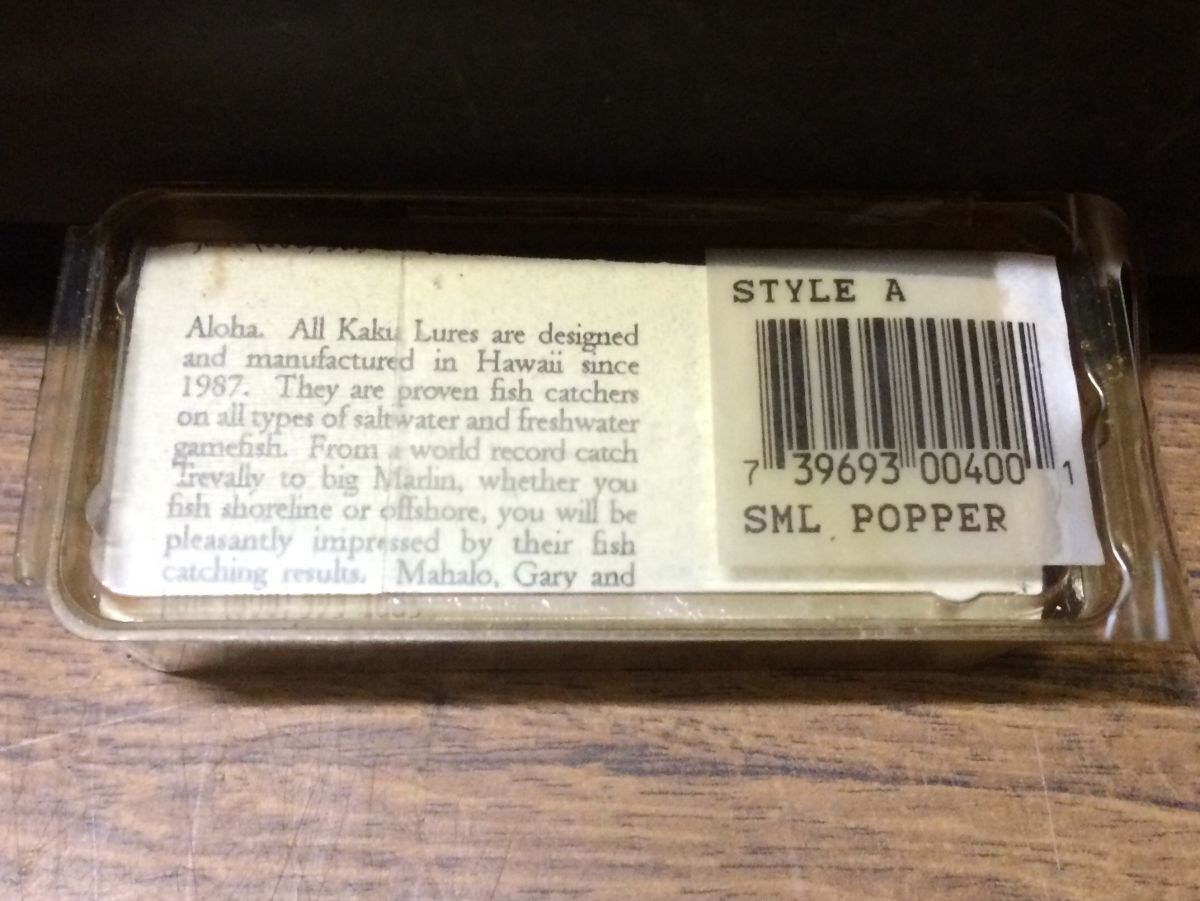 Aloha. All Kaku Lures are designed
and manufactured in Hawaii since
1987. They are proven fish catchers
on all types of saltwater and freshwater
gamefish. From a world record catch
Trevally to big Marlin, whether you
fish shoreline or offshore, you will be
pleasantly impressed by their fish
catching results. Mahalo, Gary and
STYLE A
7 39693 00400 1
SML POPPER